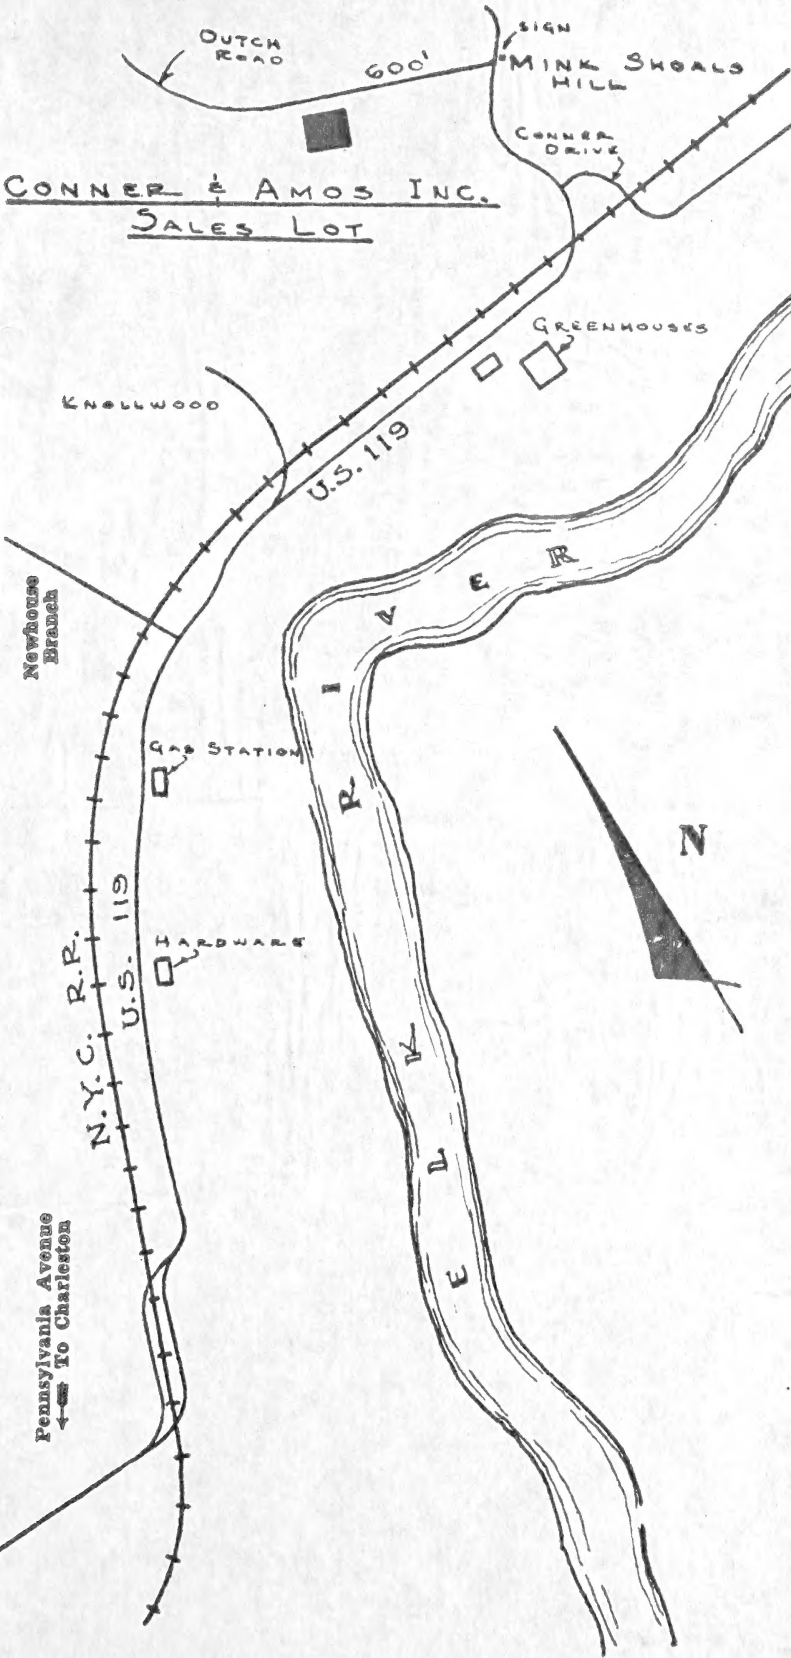 DUTCH
ROAD
600'
SIGN
MINK SHOALS
HILL
CONNER
DRIVE
CONNER & AMOS INC.
SALES LOT
GREENHOUSES
KNOLLWOOD
U.S. 119
Newhouse
Branch
GAS STATION
ELK RIVER
N
U.S. 119
HARDWARE
N.Y.C. R.R.
Pennsylvania Avenue
To Charleston